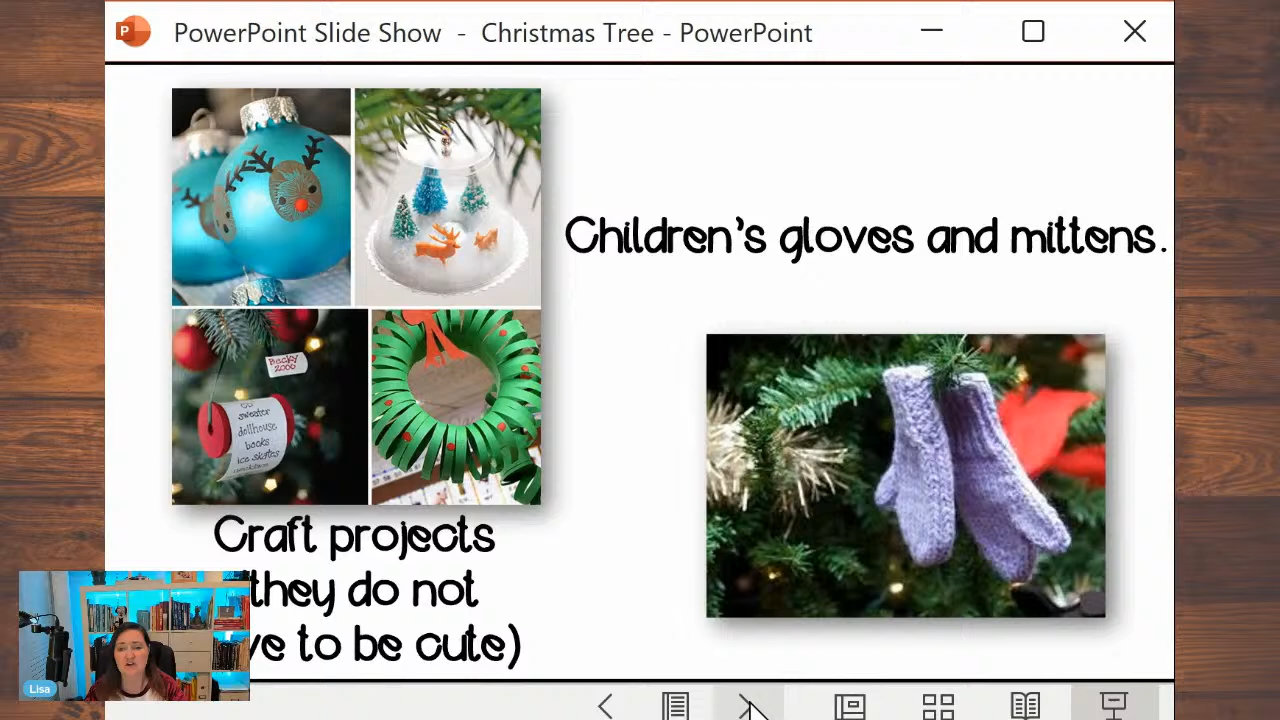 PowerPoint Slide Show - Christmas Tree - PowerPoint
Children's gloves and mittens.
Becky
2006
sweater
dollhouse
books
ice skates
Craft projects
they do not
to be cute)
Lisa